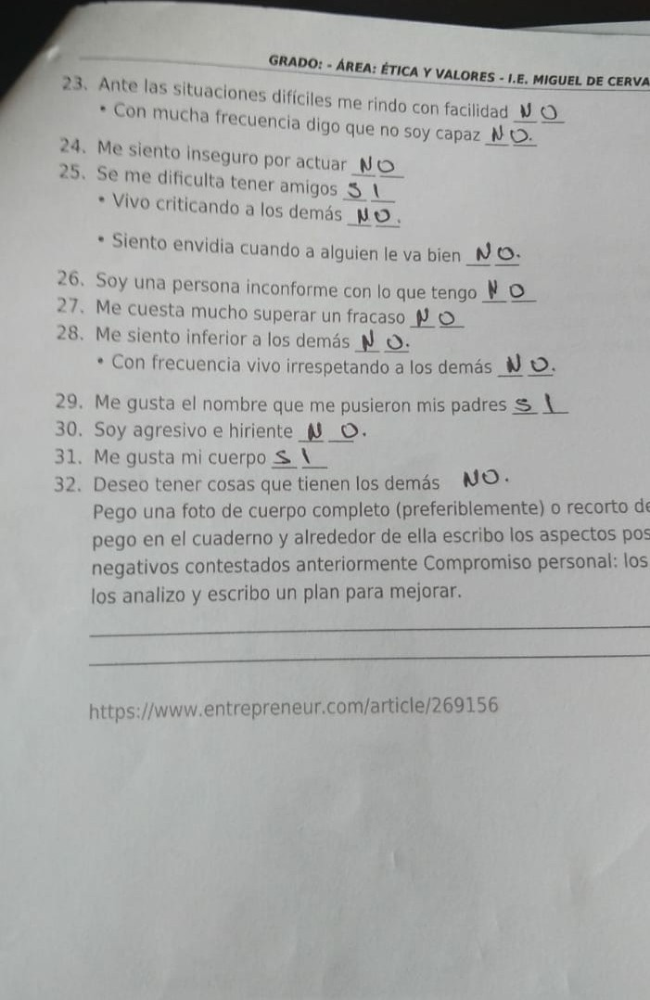 GRADO: - ÁREA: ÉTICA Y VALORES - I.E. MIGUEL DE CERVA
23. Ante las situaciones difíciles me rindo con facilidad NO
• Con mucha frecuencia digo que no soy capaz NO.
24. Me siento inseguro por actuar NO
25. Se me dificulta tener amigos SI
• Vivo criticando a los demás NO.
• Siento envidia cuando a alguien le va bien NO.
26. Soy una persona inconforme con lo que tengo NO
27. Me cuesta mucho superar un fracaso NO
28. Me siento inferior a los demás NO.
• Con frecuencia vivo irrespetando a los demás NO.
29. Me gusta el nombre que me pusieron mis padres SI
30. Soy agresivo e hiriente NO.
31. Me gusta mi cuerpo SI
32. Deseo tener cosas que tienen los demás NO.
Pego una foto de cuerpo completo (preferiblemente) o recorto de
pego en el cuaderno y alrededor de ella escribo los aspectos pos
negativos contestados anteriormente Compromiso personal: los
los analizo y escribo un plan para mejorar.
https://www.entrepreneur.com/article/269156